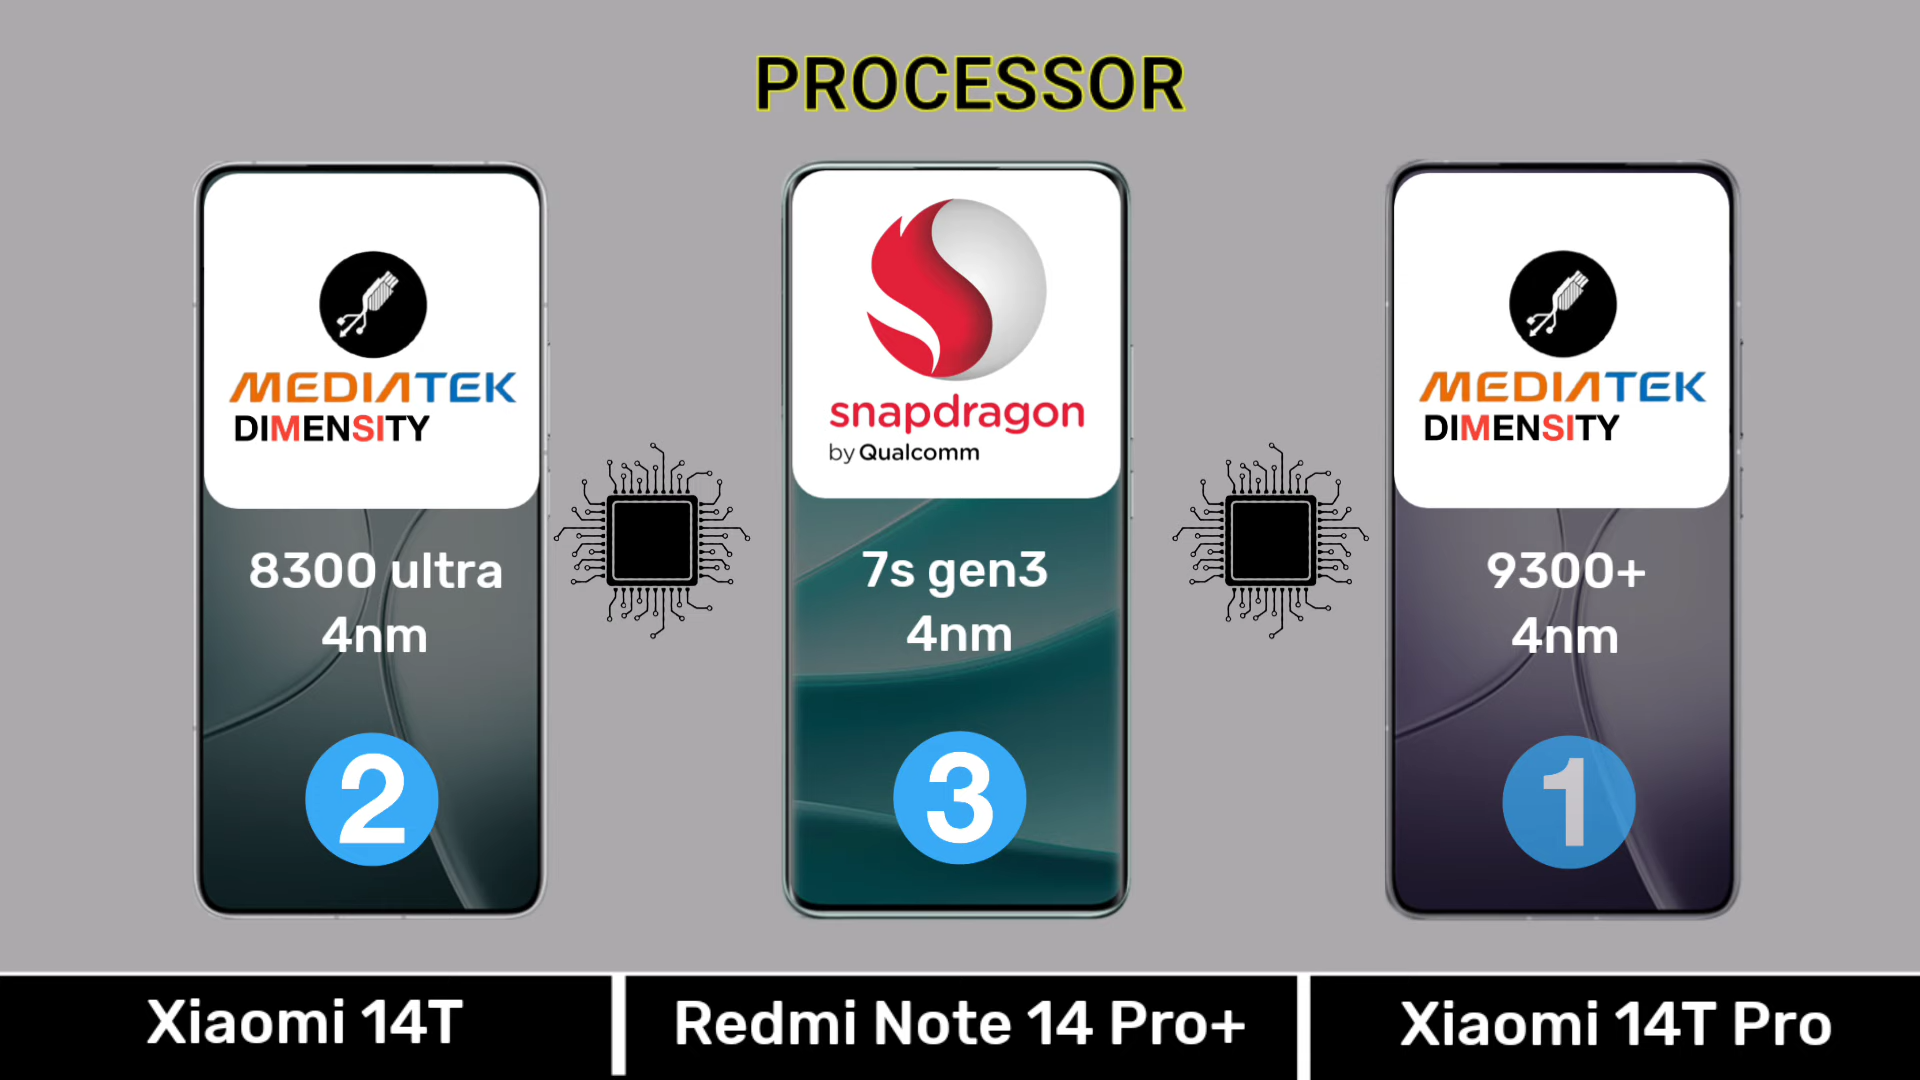 PROCESSOR
MEDIATEK
DIMENSITY
8300 ultra
4nm
2
snapdragon
by Qualcomm
7s gen3
4nm
3
MEDIATEK
DIMENSITY
9300+
4nm
1
Xiaomi 14T
Redmi Note 14 Pro+
Xiaomi 14T Pro